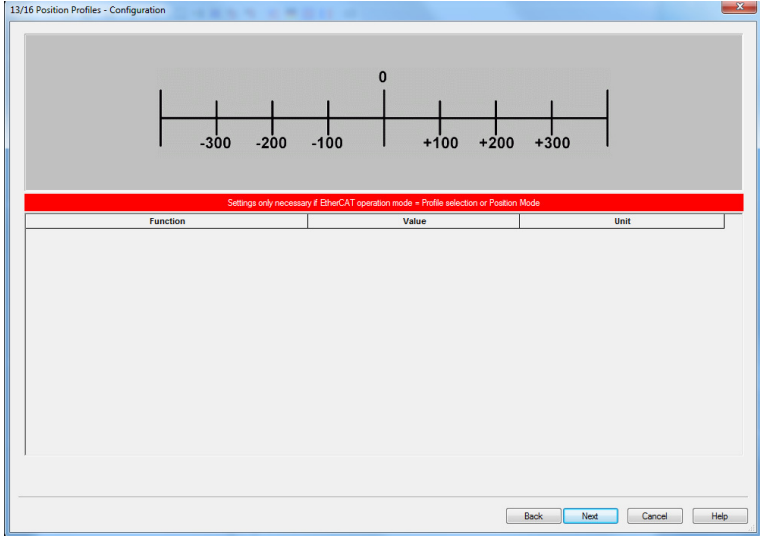 13/16 Position Profiles - Configuration
0
-300 -200 -100 +100 +200 +300
Settings only necessary if EtherCAT operation mode = Profile selection or Position Mode
Function Value Unit
Back Next Cancel Help